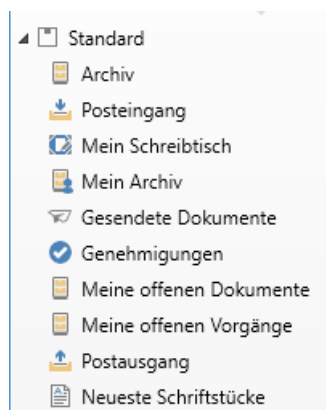 Standard
Archiv
Posteingang
Mein Schreibtisch
Mein Archiv
Gesendete Dokumente
Genehmigungen
Meine offenen Dokumente
Meine offenen Vorgänge
Postausgang
Neueste Schriftstücke